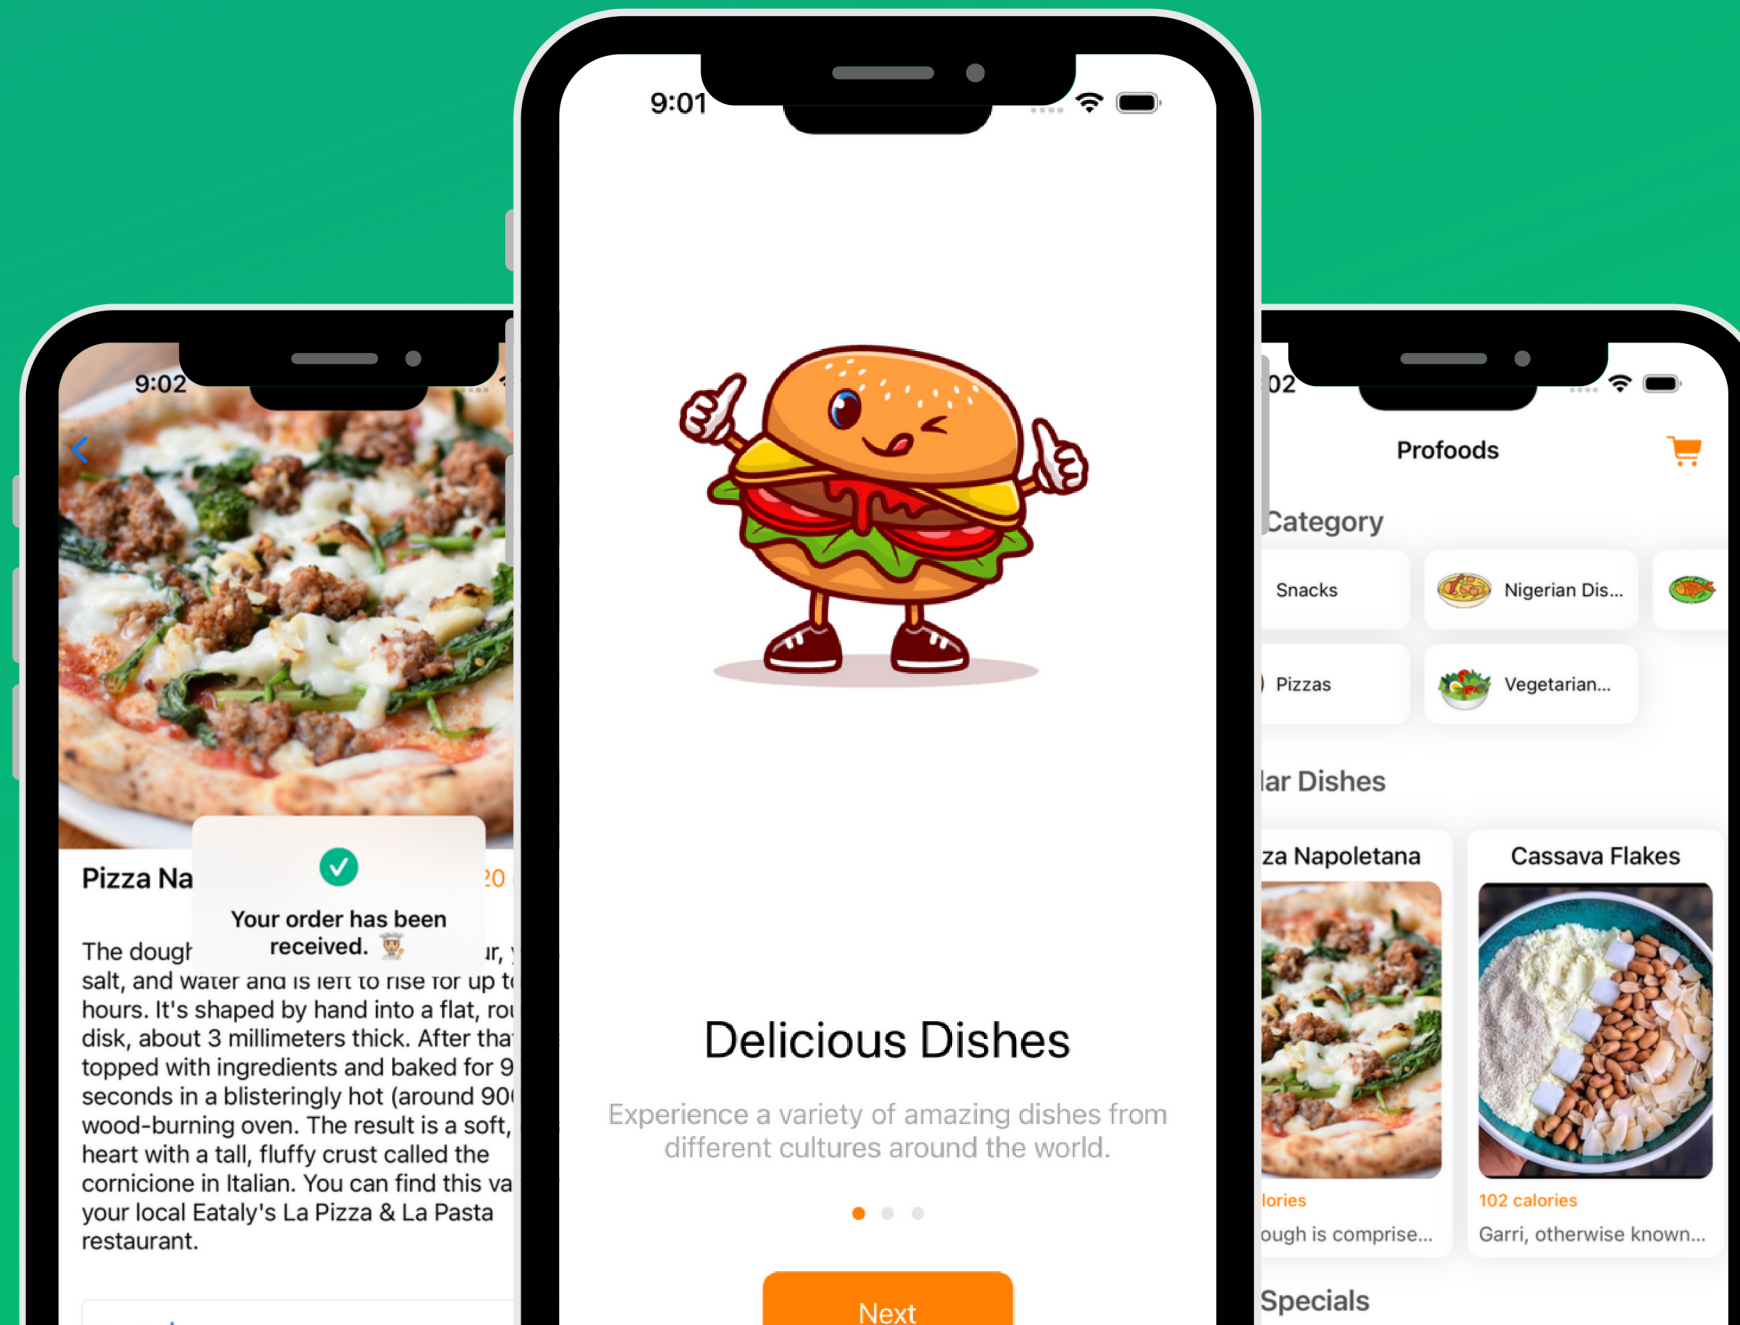 9:01
Delicious Dishes
Experience a variety of amazing dishes from
different cultures around the world.
Next
9:02
Pizza Na
20
Your order has been
received.
The dough
salt, and water and is left to rise for up to
hours. It's shaped by hand into a flat,
disk, about 3 millimeters thick. After that
topped with ingredients and baked for 9
seconds in a blisteringly hot (around 90
wood-burning oven. The result is a soft,
heart with a tall, fluffy crust called the
cornicione in Italian. You can find this va
your local Eataly's La Pizza & La Pasta
restaurant.
02
Profoods
Category
Snacks
Nigerian Dis...
Pizzas
Vegetarian...
lar Dishes
za Napoletana
Cassava Flakes
lories
102 calories
ough is comprise...
Garri, otherwise known...
Specials